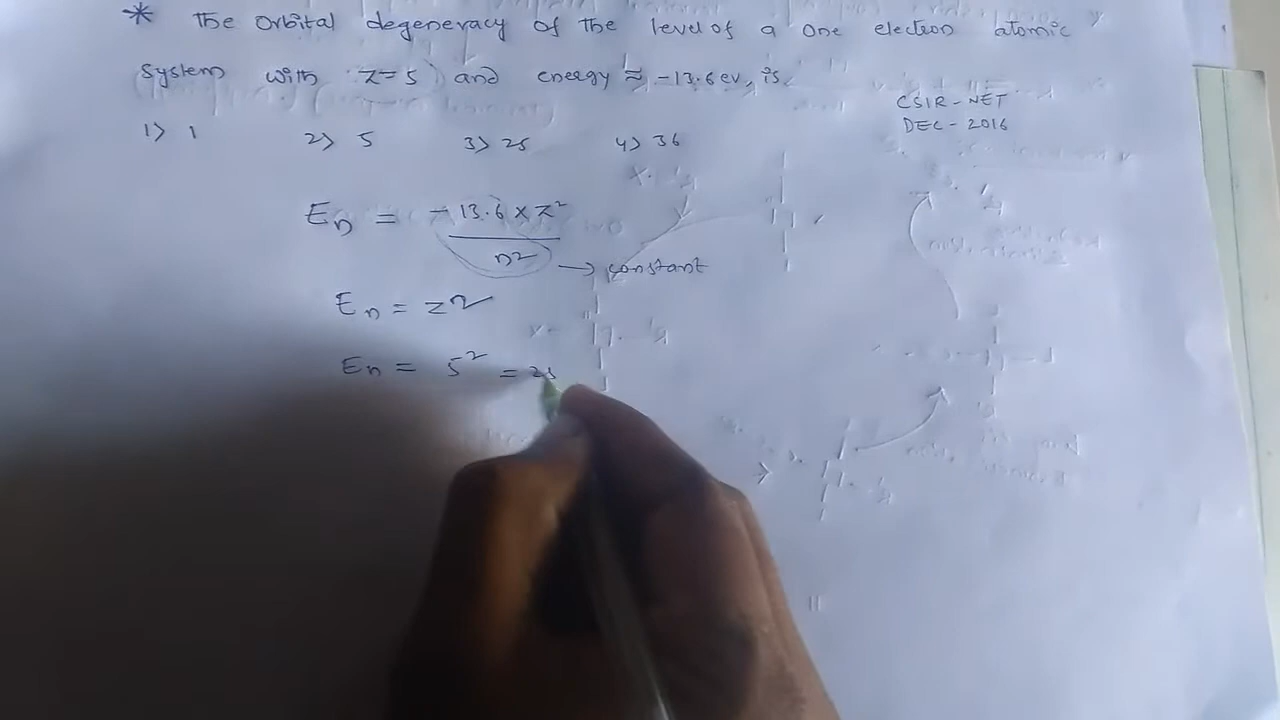 * The orbital degeneracy of the level of a one electron atomic
System with z=5 and energy ≈ -13.6 ev, is
CSIR-NET
DEC-2016
1> 1 2> 5 3> 25 4> 36
En = -13.6 x z²
n² → constant
En = z²
En = 5² = 25